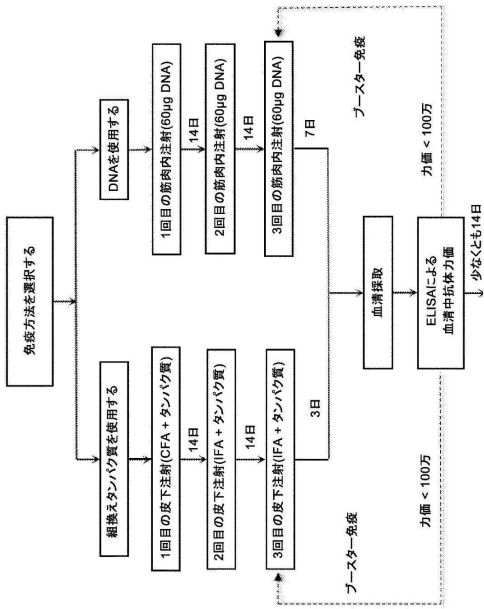 免疫方法を選択する
組換えタンパク質を使用する
DNAを使用する
1回目の皮下注射(CFA + タンパク質)
1回目の筋肉内注射(60μg DNA)
14日
14日
2回目の皮下注射(IFA + タンパク質)
2回目の筋肉内注射(60μg DNA)
14日
14日
3回目の皮下注射(IFA + タンパク質)
3回目の筋肉内注射(60μg DNA)
3日
7日
ブースター免疫
ブースター免疫
血清採取
ELISAによる
血清中抗体力価
力価 < 100万
力価 < 100万
少なくとも14日